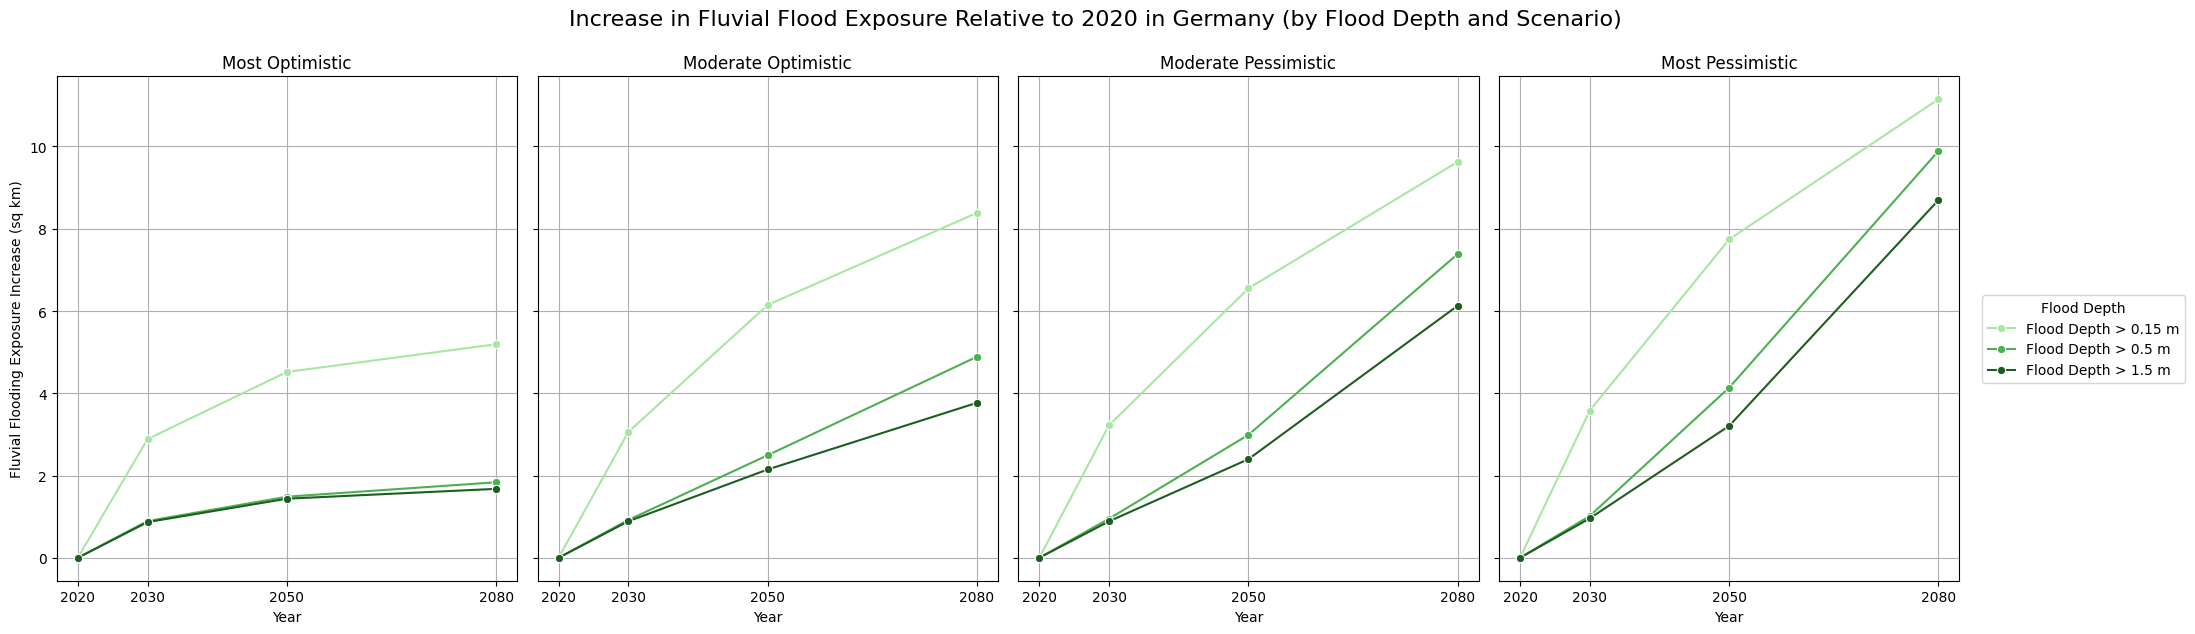 Increase in Fluvial Flood Exposure Relative to 2020 in Germany (by Flood Depth and Scenario)
Most Optimistic
Moderate Optimistic
Moderate Pessimistic
Most Pessimistic
Fluvial Flooding Exposure Increase (sq km)
10
8
6
4
2
0
2020 2030 2050 2080
2020 2030 2050 2080
2020 2030 2050 2080
2020 2030 2050 2080
Year
Year
Year
Year
Flood Depth
Flood Depth > 0.15 m
Flood Depth > 0.5 m
Flood Depth > 1.5 m